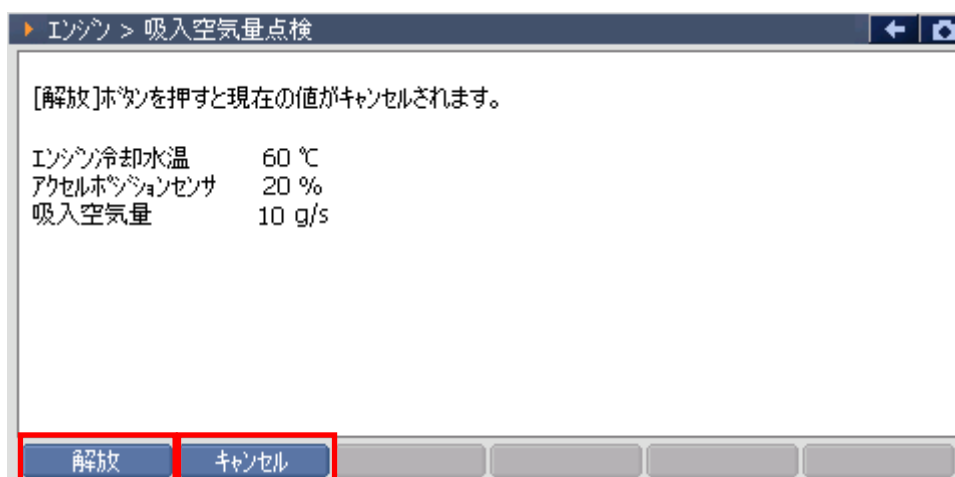 エンジン > 吸入空気量点検
[解放]ボタンを押すと現在の値がキャンセルされます。
エンジン冷却水温 60 ℃
アクセルポジションセンサ 20 %
吸入空気量 10 g/s
解放 キャンセル